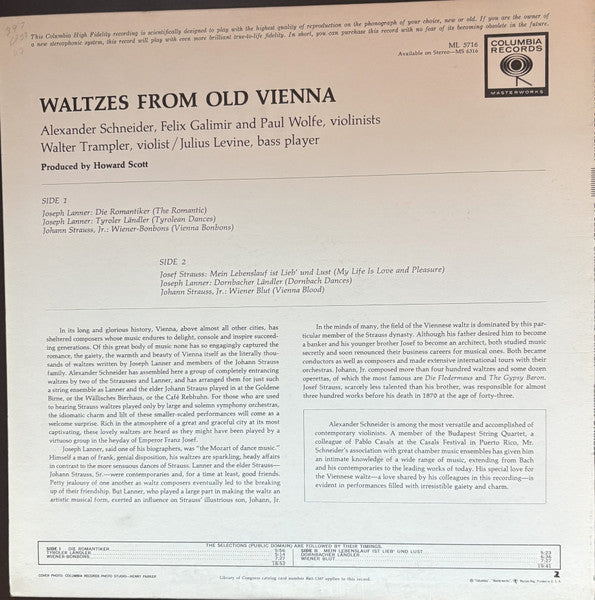 This Columbia High Fidelity recording is scientifically designed to play with the highest quality of reproduction on the phonograph of your choice, new or old. If you are the owner of
a new stereophonic system, this record will play with even more brilliant true-to-life fidelity. In short, you can purchase this record with no fear of its becoming obsolete in the future.
ML 5716
Available on Stereo—MS 6316
COLUMBIA
RECORDS
MASTERWORKS
WALTZES FROM OLD VIENNA
Alexander Schneider, Felix Galimir and Paul Wolfe, violinists
Walter Trampler, violist/Julius Levine, bass player
Produced by Howard Scott
SIDE 1
Joseph Lanner: Die Romantiker (The Romantic)
Joseph Lanner: Tyroler Ländler (Tyrolean Dances)
Johann Strauss, Jr.: Wiener-Bonbons (Vienna Bonbons)
SIDE 2
Josef Strauss: Mein Lebenslauf ist Lieb' und Lust (My Life Is Love and Pleasure)
Joseph Lanner: Dornbacher Ländler (Dornbach Dances)
Johann Strauss, Jr.: Wiener Blut (Vienna Blood)
In its long and glorious history, Vienna, above almost all other cities, has
sheltered composers whose music endures to delight, console and inspire succeed-
ing generations. Of this great body of music none has so engagingly captured the
romance, the gaiety, the warmth and beauty of Vienna itself as the literally thou-
sands of waltzes written by Joseph Lanner and members of the Johann Strauss
family. Alexander Schneider has assembled here a group of completely entrancing
waltzes by two of the Strausses and Lanner, and has arranged them for just such
a string ensemble as Lanner and the elder Johann Strauss played in at the Goldene
Birne, or the Wällisches Bierhaus, or the Café Rebhuhn. For those who are used
to hearing Strauss waltzes played only by large and solemn symphony orchestras,
the idiomatic charm and lilt of these smaller-scaled performances will come as a
welcome surprise. Rich in the atmosphere of a great and graceful city at its most
captivating, these lovely waltzes are heard as they might have been played by a
virtuoso group in the heyday of Emperor Franz Josef.
Joseph Lanner, said one of his biographers, was "the Mozart of dance music."
Himself a man of frank, genial disposition, his waltzes are sparkling, heady affairs
in contrast to the more sensuous dances of Strauss. Lanner and the elder Strauss—
Johann Strauss, Sr.—were contemporaries and, for a time at least, good friends.
Petty jealousy of one another as waltz composers eventually led to the breaking
up of their friendship. But Lanner, who played a large part in making the waltz an
artistic musical form, exerted an influence on Strauss' illustrious son, Johann, Jr.
In the minds of many, the field of the Viennese waltz is dominated by this par-
ticular member of the Strauss dynasty. Although his father desired him to become
a banker and his younger brother Josef to become an architect, both studied music
secretly and soon renounced their business careers for musical ones. Both became
conductors as well as composers and made extensive international tours with their
orchestras. Johann, Jr. composed more than four hundred waltzes and some dozen
operettas, of which the most famous are Die Fledermaus and The Gypsy Baron.
Josef Strauss, scarcely less talented than his brother, was responsible for almost
three hundred works before his death in 1870 at the age of forty-three.
Alexander Schneider is among the most versatile and accomplished of
contemporary violinists. A member of the Budapest String Quartet, a
colleague of Pablo Casals at the Casals Festival in Puerto Rico, Mr.
Schneider's association with great chamber music ensembles has given him
an intimate knowledge of a wide range of music, extending from Bach
and his contemporaries to the leading works of today. His special love for
the Viennese waltz—a love shared by his colleagues in this recording—is
evident in performances filled with irresistible gaiety and charm.
THE SELECTIONS (PUBLIC DOMAIN) ARE FOLLOWED BY THEIR TIMINGS.
SIDE I DIE ROMANTIKER 5:56
TYROLER LÄNDLER 5:14
WIENER-BONBONS 7:27
18:53
SIDE II MEIN LEBENSLAUF IST LIEB' UND LUST 5:23
DORNBACHER LÄNDLER 6:36
WIENER BLUT 7:27
COVER PHOTO: COLUMBIA RECORDS PHOTO STUDIO—HENRY PARKER
Library of Congress catalog card number R61-1347 applies to this record.
2